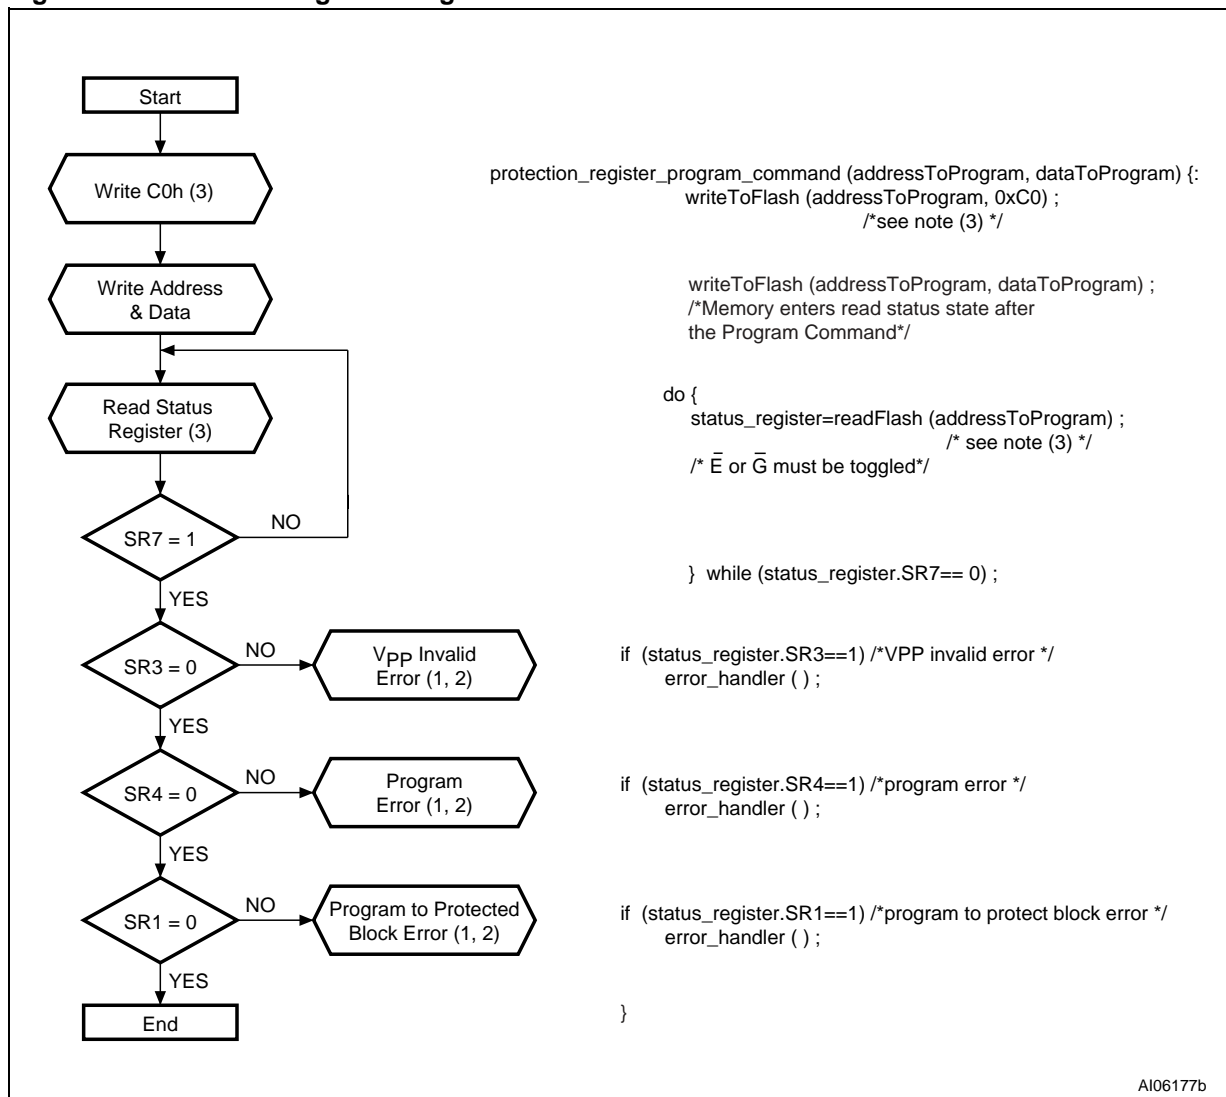 Start
Write C0h (3)
protection_register_program_command (addressToProgram, dataToProgram) {:
writeToFlash (addressToProgram, 0xC0) ;
/*see note (3) */
Write Address
& Data
writeToFlash (addressToProgram, dataToProgram) ;
/*Memory enters read status state after
the Program Command*/
Read Status
Register (3)
do {
status_register=readFlash (addressToProgram) ;
/* see note (3) */
/* E̅ or G̅ must be toggled*/
SR7 = 1
NO
} while (status_register.SR7== 0) ;
YES
SR3 = 0
NO
VPP Invalid
Error (1, 2)
if (status_register.SR3==1) /*VPP invalid error */
error_handler ( ) ;
YES
SR4 = 0
NO
Program
Error (1, 2)
if (status_register.SR4==1) /*program error */
error_handler ( ) ;
YES
SR1 = 0
NO
Program to Protected
Block Error (1, 2)
if (status_register.SR1==1) /*program to protect block error */
error_handler ( ) ;
YES
End
}
AI06177b